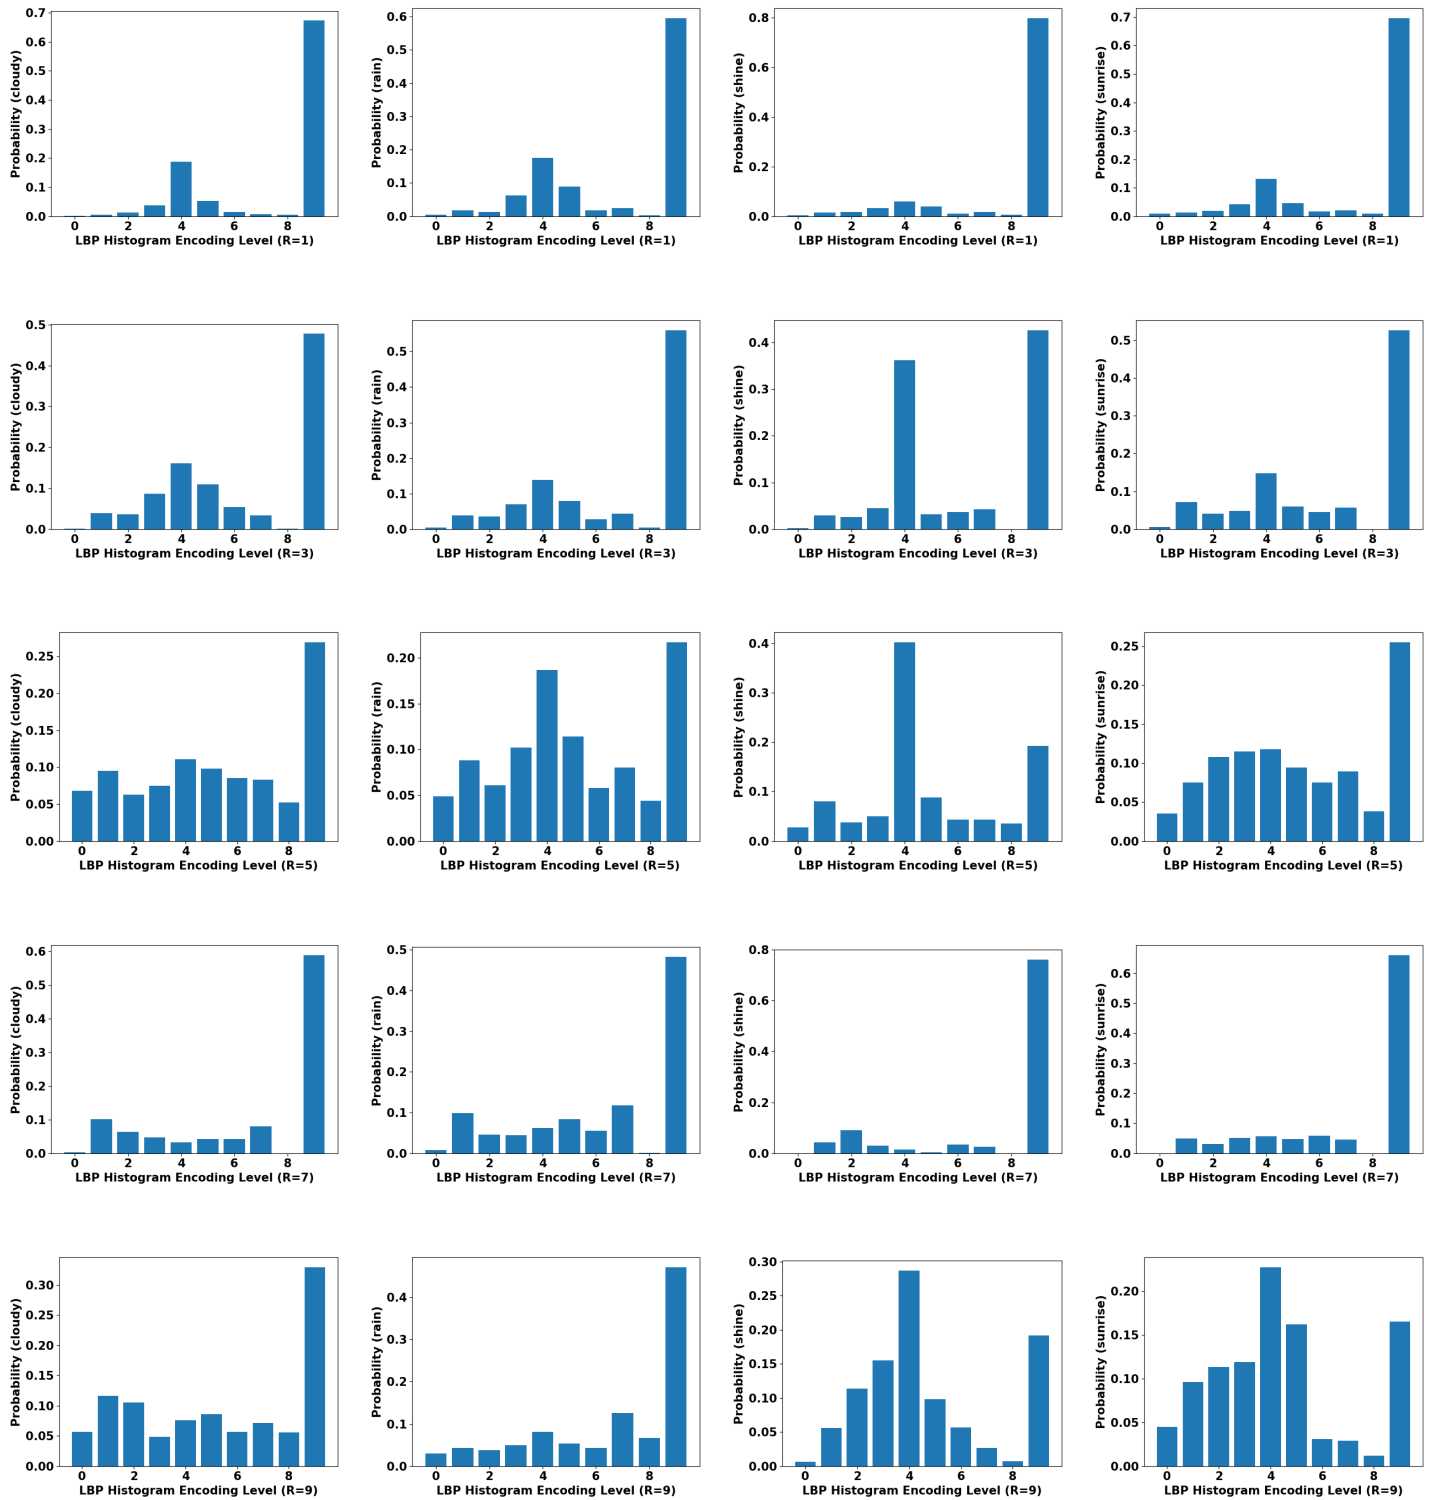 Probability (cloudy)
0.7
0.6
0.5
0.4
0.3
0.2
0.1
0.0
0 2 4 6 8
LBP Histogram Encoding Level (R=1)
Probability (rain)
0.6
0.5
0.4
0.3
0.2
0.1
0.0
0 2 4 6 8
LBP Histogram Encoding Level (R=1)
Probability (shine)
0.8
0.6
0.4
0.2
0.0
0 2 4 6 8
LBP Histogram Encoding Level (R=1)
Probability (sunrise)
0.7
0.6
0.5
0.4
0.3
0.2
0.1
0.0
0 2 4 6 8
LBP Histogram Encoding Level (R=1)
Probability (cloudy)
0.5
0.4
0.3
0.2
0.1
0.0
0 2 4 6 8
LBP Histogram Encoding Level (R=3)
Probability (rain)
0.5
0.4
0.3
0.2
0.1
0.0
0 2 4 6 8
LBP Histogram Encoding Level (R=3)
Probability (shine)
0.4
0.3
0.2
0.1
0.0
0 2 4 6 8
LBP Histogram Encoding Level (R=3)
Probability (sunrise)
0.5
0.4
0.3
0.2
0.1
0.0
0 2 4 6 8
LBP Histogram Encoding Level (R=3)
Probability (cloudy)
0.25
0.20
0.15
0.10
0.05
0.00
0 2 4 6 8
LBP Histogram Encoding Level (R=5)
Probability (rain)
0.20
0.15
0.10
0.05
0.00
0 2 4 6 8
LBP Histogram Encoding Level (R=5)
Probability (shine)
0.4
0.3
0.2
0.1
0.0
0 2 4 6 8
LBP Histogram Encoding Level (R=5)
Probability (sunrise)
0.25
0.20
0.15
0.10
0.05
0.00
0 2 4 6 8
LBP Histogram Encoding Level (R=5)
Probability (cloudy)
0.6
0.5
0.4
0.3
0.2
0.1
0.0
0 2 4 6 8
LBP Histogram Encoding Level (R=7)
Probability (rain)
0.5
0.4
0.3
0.2
0.1
0.0
0 2 4 6 8
LBP Histogram Encoding Level (R=7)
Probability (shine)
0.8
0.6
0.4
0.2
0.0
0 2 4 6 8
LBP Histogram Encoding Level (R=7)
Probability (sunrise)
0.6
0.5
0.4
0.3
0.2
0.1
0.0
0 2 4 6 8
LBP Histogram Encoding Level (R=7)
Probability (cloudy)
0.30
0.25
0.20
0.15
0.10
0.05
0.00
0 2 4 6 8
LBP Histogram Encoding Level (R=9)
Probability (rain)
0.4
0.3
0.2
0.1
0.0
0 2 4 6 8
LBP Histogram Encoding Level (R=9)
Probability (shine)
0.30
0.25
0.20
0.15
0.10
0.05
0.00
0 2 4 6 8
LBP Histogram Encoding Level (R=9)
Probability (sunrise)
0.20
0.15
0.10
0.05
0.00
0 2 4 6 8
LBP Histogram Encoding Level (R=9)